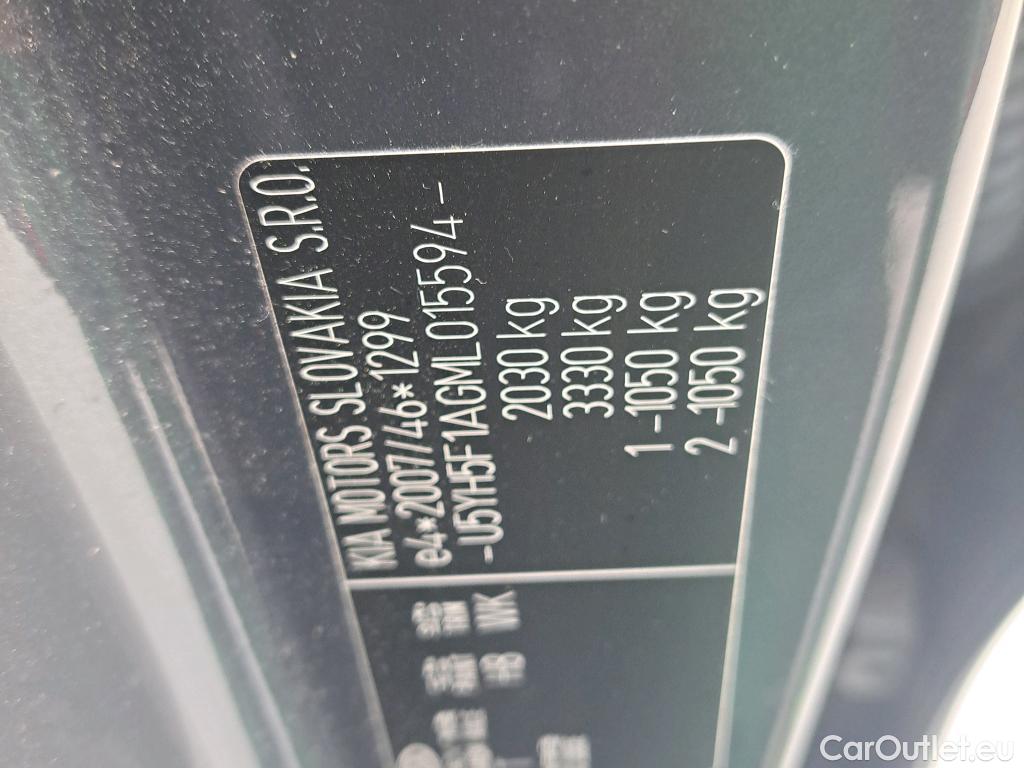 KIA MOTORS SLOVAKIA S.R.O.
e4*2007/46*1299
-U5YH5F1AGML015594-
2030 kg
3330 kg
1-1050 kg
2-1050 kg
WK
CarOutlet.eu